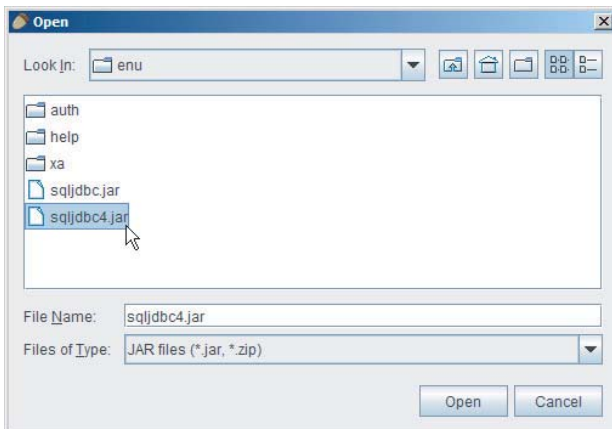 Open
Look In: enu
auth
help
xa
sqljdbc.jar
sqljdbc4.jar
File Name: sqljdbc4.jar
Files of Type: JAR files (*.jar, *.zip)
Open Cancel